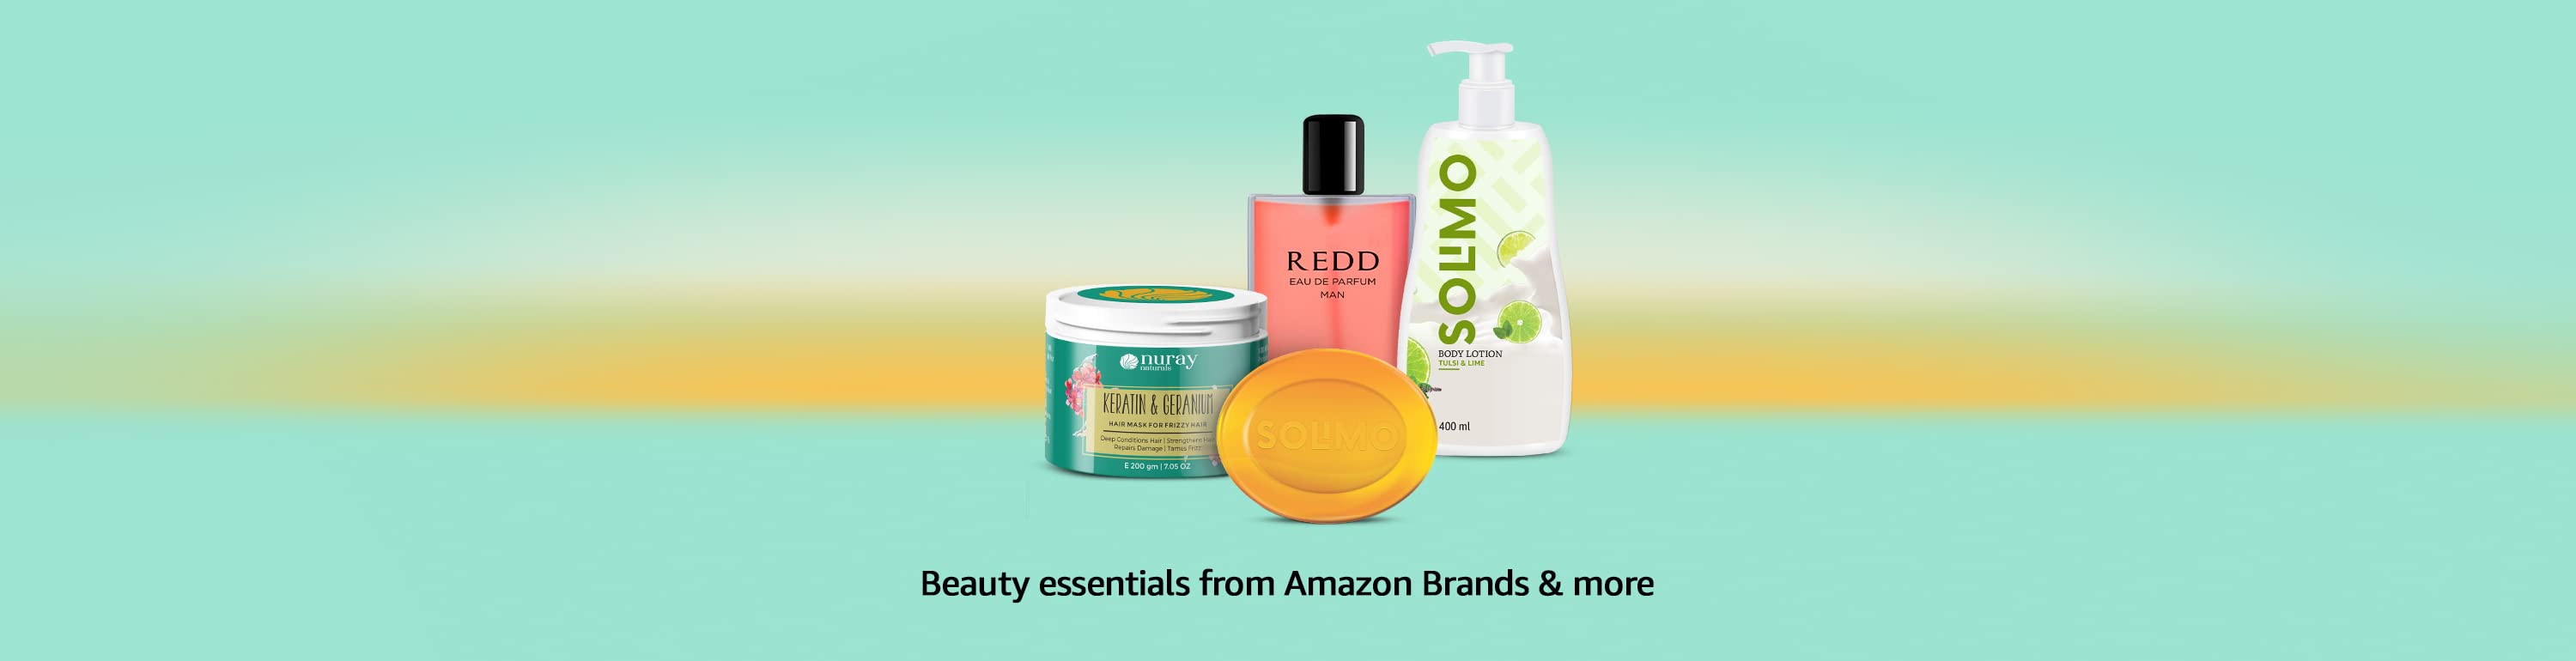 SOLIMO
REDD
EAU DE PARFUM
MAN
BODY LOTION
TULSI & LIME
400 ml
nuray
naturals
KERATIN & GERANIUM
HAIR MASK FOR FRIZZY HAIR
Deep Conditions Hair | Strengthens
Repairs Damage | Tames Frizz
E 200 gm | 7.05 OZ
SOLIMO
Beauty essentials from Amazon Brands & more